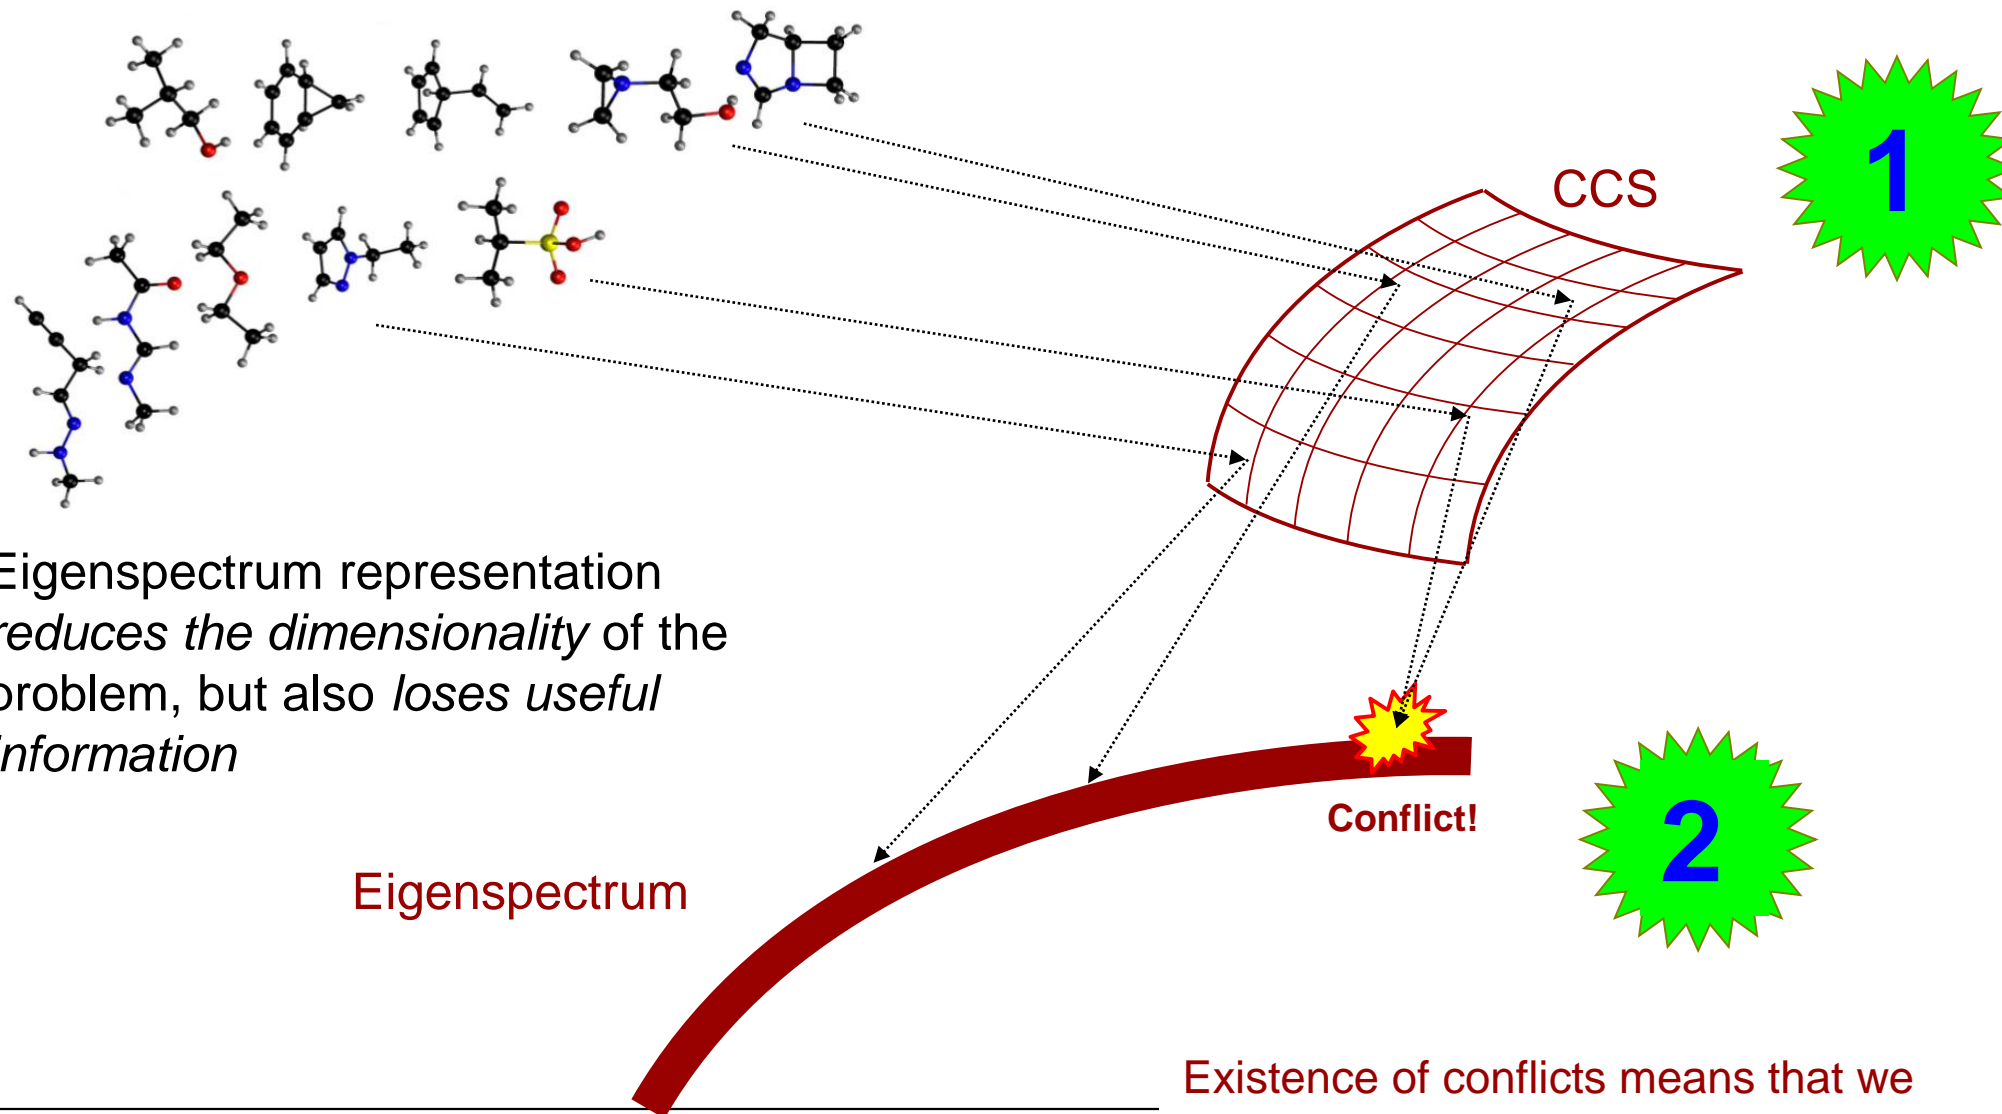 CCS
1
Eigenspectrum representation
reduces the dimensionality of the
problem, but also loses useful
information
Conflict!
2
Eigenspectrum
Existence of conflicts means that we